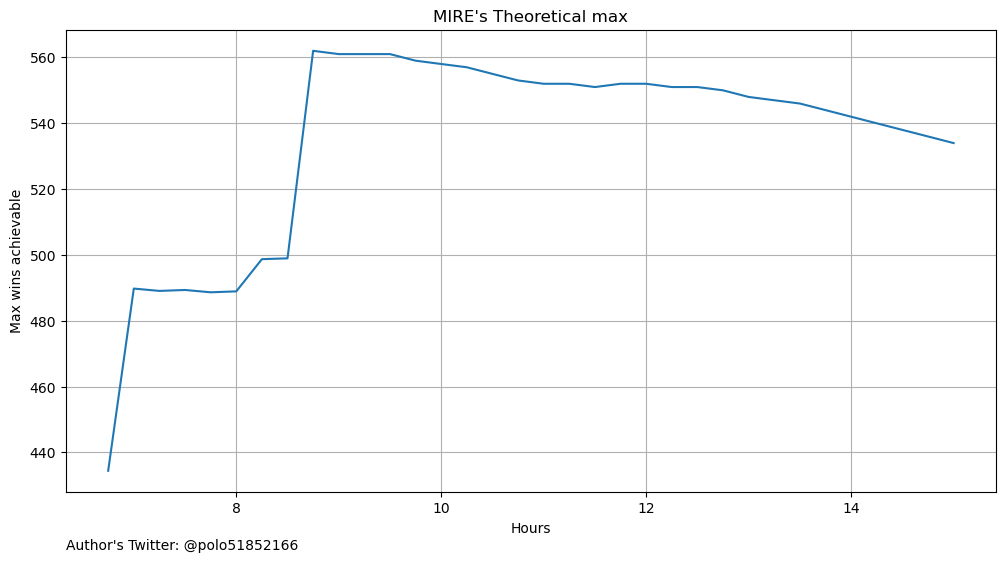 MIRE's Theoretical max
560
540
520
500
480
460
440
Max wins achievable
8 10 12 14
Hours
Author's Twitter: @polo51852166